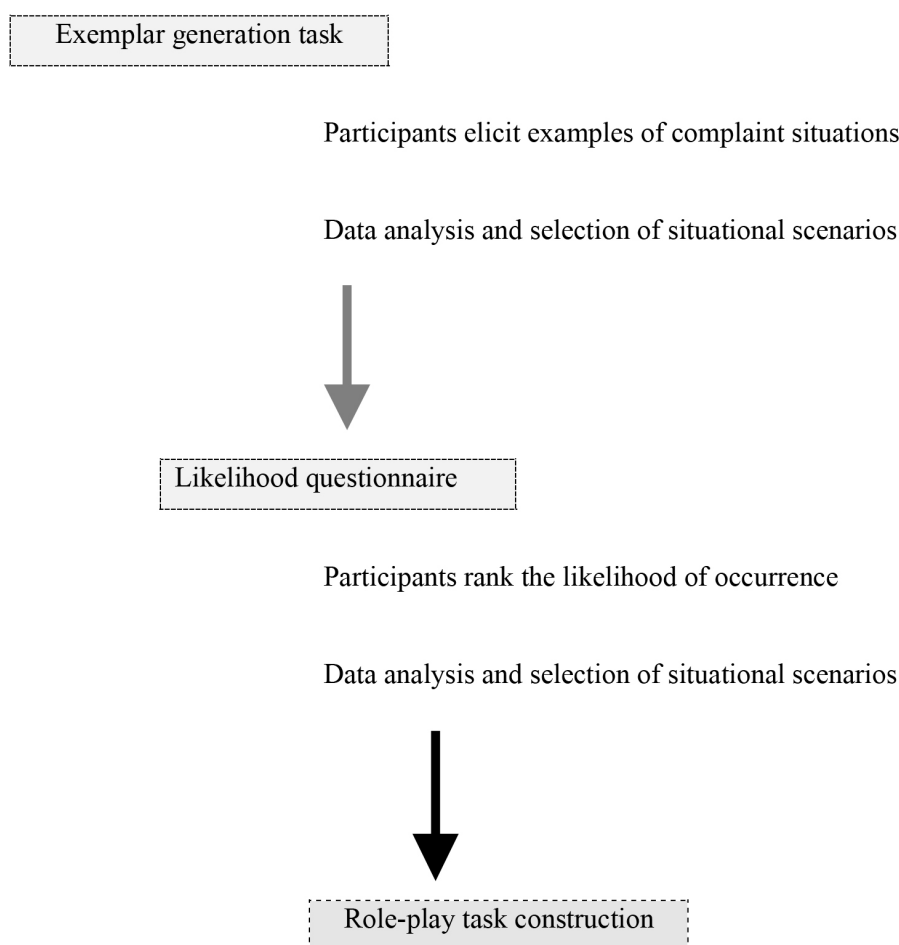 Exemplar generation task
Participants elicit examples of complaint situations
Data analysis and selection of situational scenarios
Likelihood questionnaire
Participants rank the likelihood of occurrence
Data analysis and selection of situational scenarios
Role-play task construction